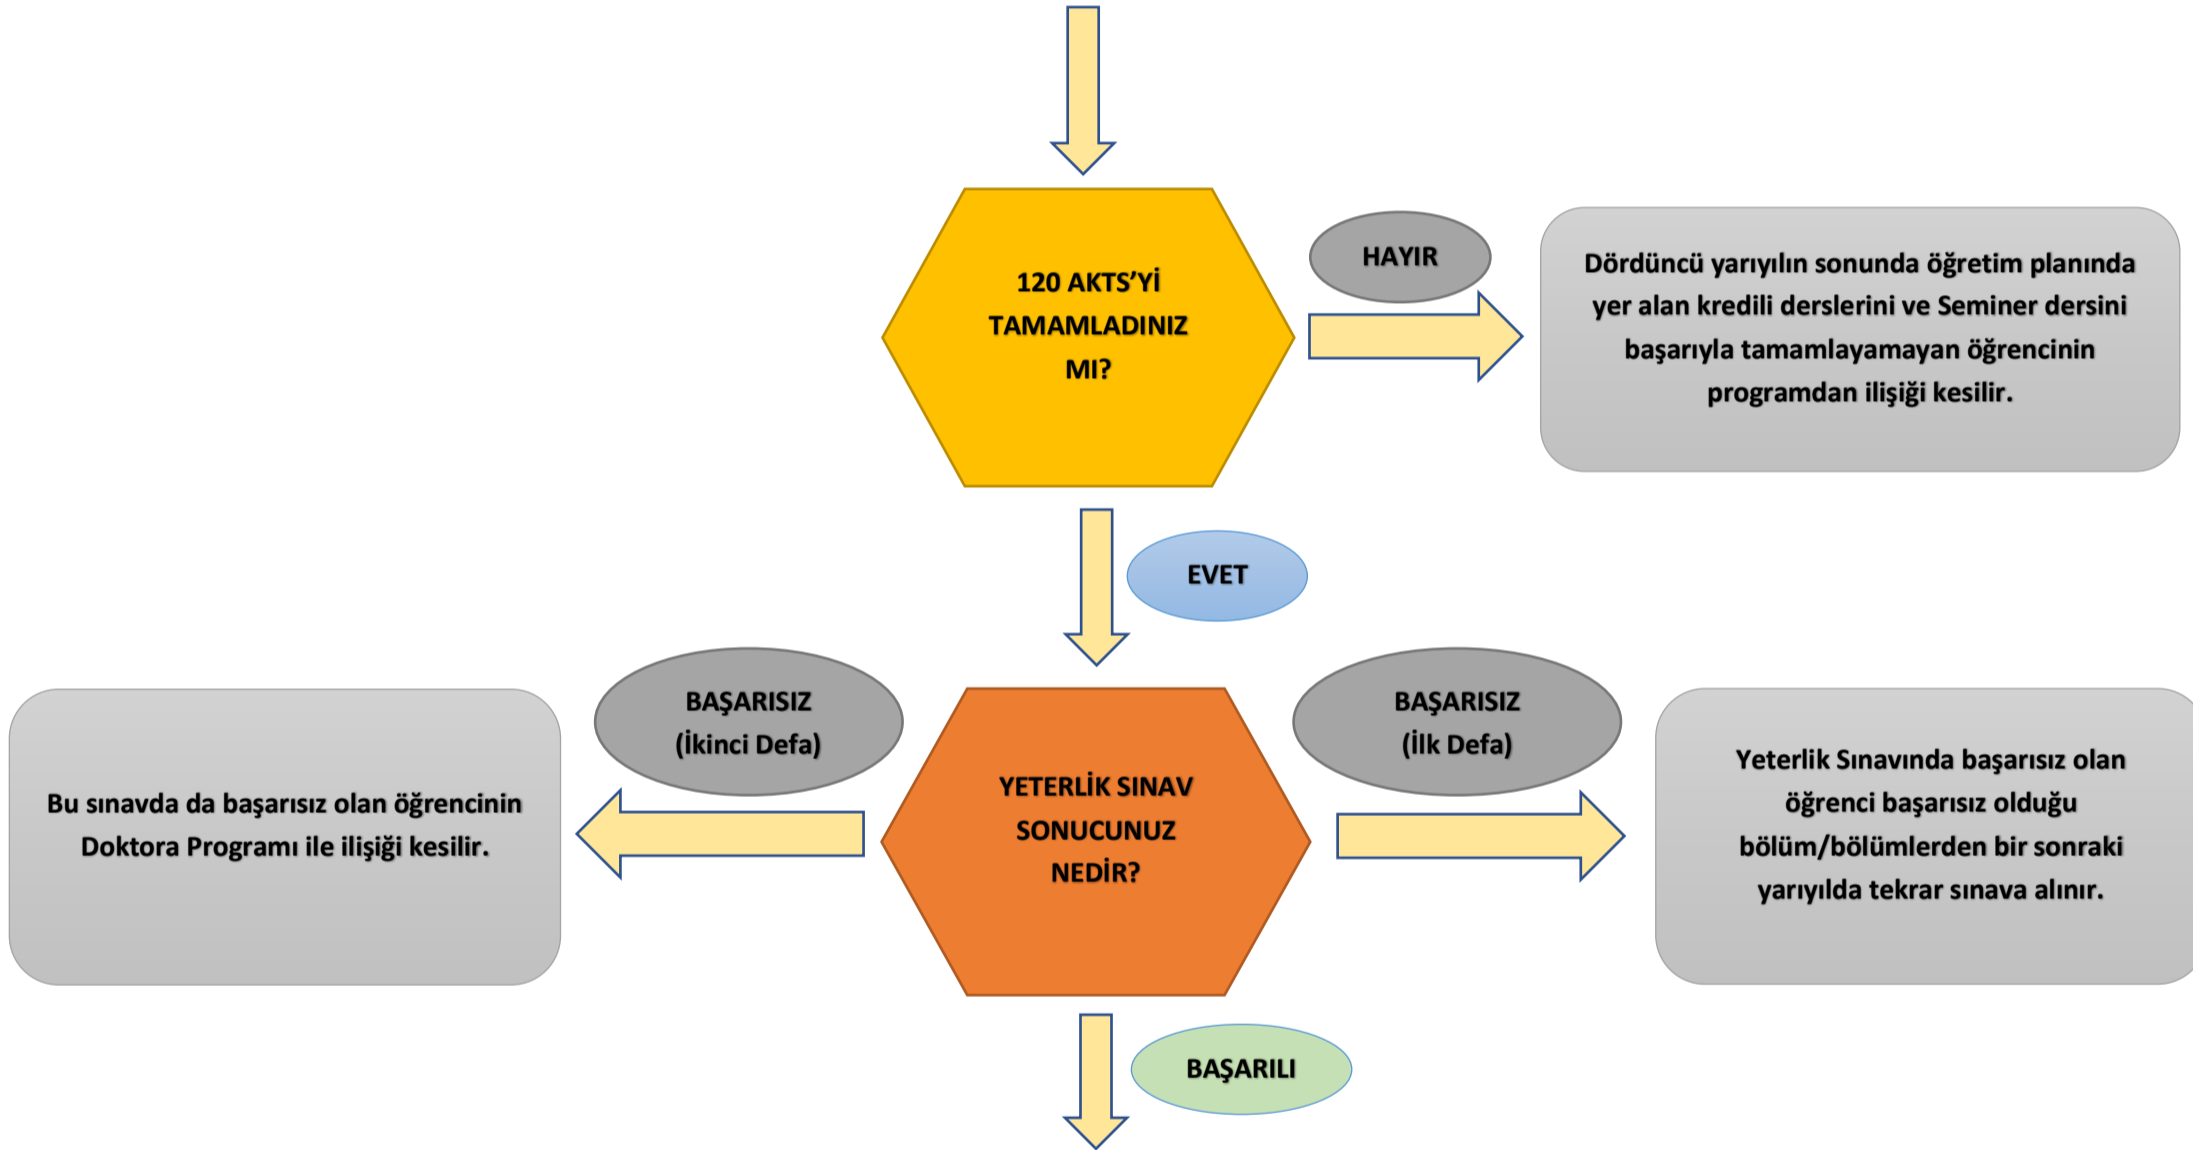 120 AKTS’Yİ
TAMAMLADINIZ
MI?
HAYIR
Dördüncü yarıyılın sonunda öğretim planında
yer alan kredili derslerini ve Seminer dersini
başarıyla tamamlayamayan öğrencinin
programdan ilişiği kesilir.
EVET
BAŞARISIZ
(İkinci Defa)
Bu sınavda da başarısız olan öğrencinin
Doktora Programı ile ilişiği kesilir.
YETERLİK SINAV
SONUCUNUZ
NEDİR?
BAŞARISIZ
(İlk Defa)
Yeterlik Sınavında başarısız olan
öğrenci başarısız olduğu
bölüm/bölümlerden bir sonraki
yarıyılda tekrar sınava alınır.
BAŞARILI